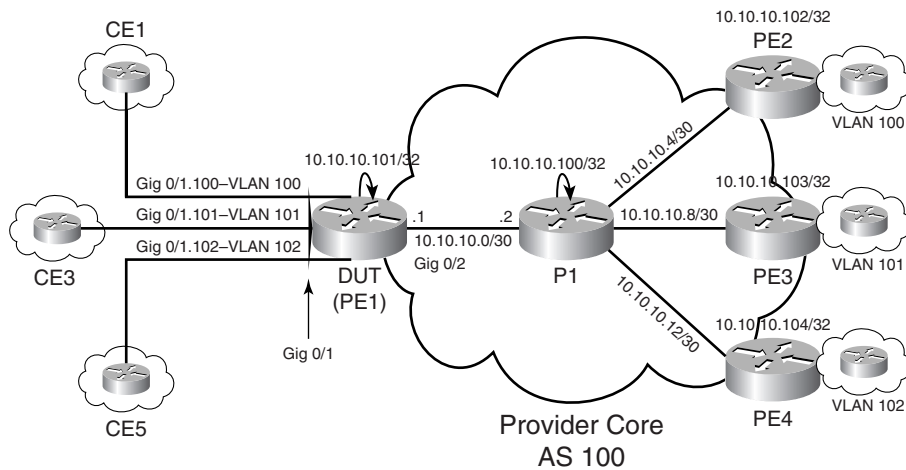 CE1
10.10.10.102/32
PE2
VLAN 100
10.10.10.101/32
10.10.10.100/32
10.10.10.4/30
Gig 0/1.100–VLAN 100
10.10.10.103/32
Gig 0/1.101–VLAN 101
.1
.2
10.10.10.8/30
Gig 0/1.102–VLAN 102
10.10.10.0/30
Gig 0/2
VLAN 101
CE3
DUT
(PE1)
P1
PE3
10.10.10.12/30
10.10.10.104/32
Gig 0/1
VLAN 102
CE5
PE4
Provider Core
AS 100